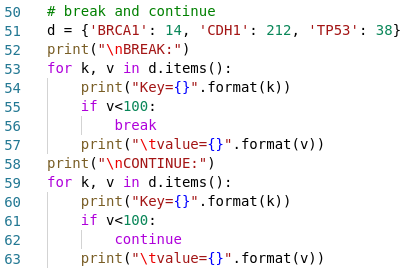 50 # break and continue
51 d = {'BRCA1': 14, 'CDH1': 212, 'TP53': 38}
52 print("\nBREAK:")
53 for k, v in d.items():
54     print("Key={}".format(k))
55     if v<100:
56         break
57     print("\tvalue={}".format(v))
58 print("\nCONTINUE:")
59 for k, v in d.items():
60     print("Key={}".format(k))
61     if v<100:
62         continue
63     print("\tvalue={}".format(v))